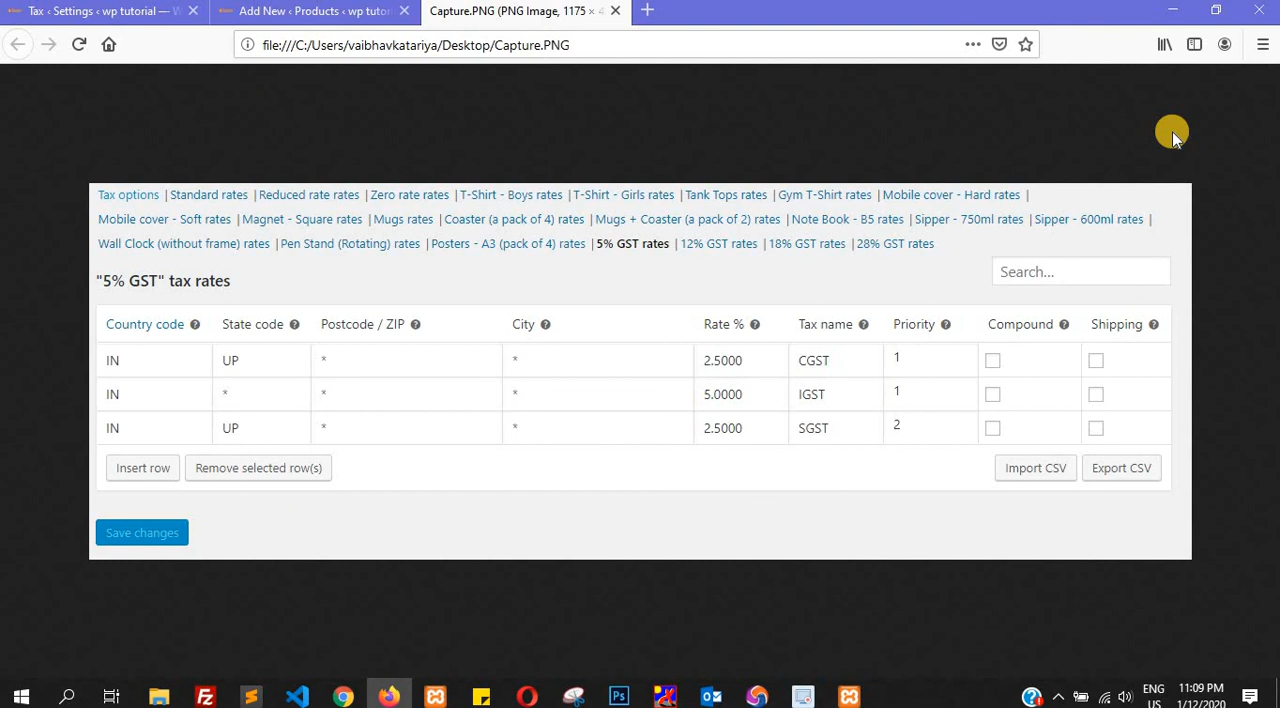 Tax ‹ Settings ‹ wp tutorial —
Add New ‹ Products ‹ wp tutor
Capture.PNG (PNG Image, 1175 ×
file:///C:/Users/vaibhavkatariya/Desktop/Capture.PNG
Tax options | Standard rates | Reduced rate rates | Zero rate rates | T-Shirt - Boys rates | T-Shirt - Girls rates | Tank Tops rates | Gym T-Shirt rates | Mobile cover - Hard rates |
Mobile cover - Soft rates | Magnet - Square rates | Mugs rates | Coaster (a pack of 4) rates | Mugs + Coaster (a pack of 2) rates | Note Book - B5 rates | Sipper - 750ml rates | Sipper - 600ml rates |
Wall Clock (without frame) rates | Pen Stand (Rotating) rates | Posters - A3 (pack of 4) rates | 5% GST rates | 12% GST rates | 18% GST rates | 28% GST rates
Search...
"5% GST" tax rates
Country code ? State code ? Postcode / ZIP ? City ? Rate % ? Tax name ? Priority ? Compound ? Shipping ?
IN UP * * 2.5000 CGST 1
IN * * * 5.0000 IGST 1
IN UP * * 2.5000 SGST 2
Insert row Remove selected row(s) Import CSV Export CSV
Save changes
Fz Ps
ENG 11:09 PM
US 1/12/2020